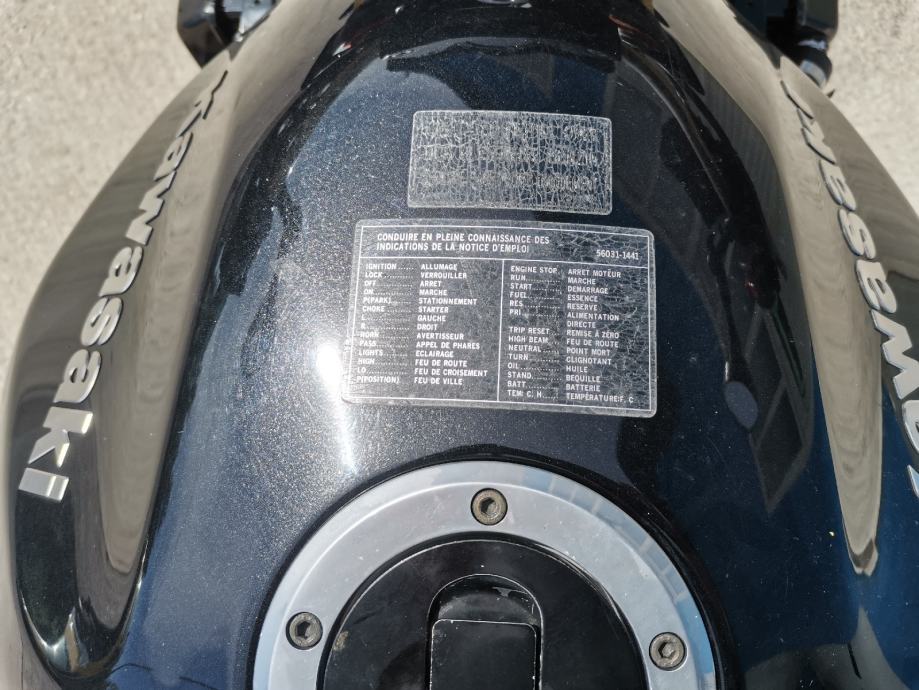 Kawasaki
CONDUIRE EN PLEINE CONNAISSANCE DES
INDICATIONS DE LA NOTICE D'EMPLOI
56031-1441
IGNITION ..... ALLUMAGE
LOCK .......... VERROUILLER
OFF .......... ARRET
ON .......... MARCHE
P(PARK) ....... STATIONNEMENT
CHOKE ......... STARTER
GAUCHE
R .......... DROIT
HORN .......... AVERTISSEUR
PASS .......... APPEL DE PHARES
LIGHTS ........ ECLAIRAGE
HIGH .......... FEU DE ROUTE
LO .......... FEU DE CROISEMENT
P(POSITION) FEU DE VILLE
ENGINE STOP . ARRET MOTEUR
RUN .......... MARCHE
START ......... DEMARRAGE
FUEL .......... ESSENCE
RES .......... RESERVE
PRI .......... ALIMENTATION
DIRECTE
TRIP RESET .. REMISE À ZÉRO
HIGH BEAM .... FEU DE ROUTE
NEUTRAL ...... POINT MORT
TURN .......... CLIGNOTANT
OIL .......... HUILE
STAND ......... BEQUILLE
BATT .......... BATTERIE
TEM: C. H ..... TEMPÉRATURE:F. C
Kawasaki